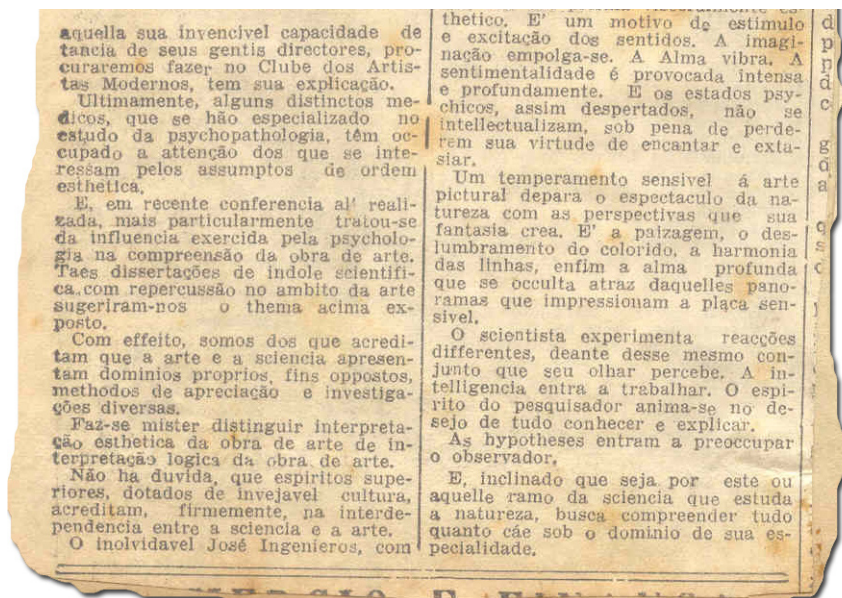 aquella sua invencivel capacidade de
tancia de seus gentis directores, pro-
curaremos fazer no Clube dos Artis-
tas Modernos, tem sua explicação.
Ultimamente, alguns distinctos me-
dicos, que se hão especializado no
estudo da psychopathologia, têm oc-
cupado a attenção dos que se inte-
ressam pelos assumptos de ordem
esthetica.
E, em recente conferencia al' reali-
zada, mais particularmente tratou-se
da influencia exercida pela psycholo-
gia na compreensão da obra de arte.
Taes dissertações de indole scientifi-
ca, com repercussão no ambito da arte
sugeriram-nos o thema acima ex-
posto.
Com effeito, somos dos que acredi-
tam que a arte e a sciencia apresen-
tam dominios proprios, fins oppostos,
methodos de apreciação e investiga-
ções diversas.
Faz-se mister distinguir interpreta-
ção esthetica da obra de arte de in-
terpretação logica da obra de arte.
Não ha duvida, que espiritos supe-
riores, dotados de invejavel cultura,
acreditam, firmemente, na interde-
pendencia entre a sciencia e a arte.
O inolvidavel José Ingenieros, com
thetico. E' um motivo de estimulo
e excitação dos sentidos. A imagi-
nação empolga-se. A Alma vibra. A
sentimentalidade é provocada intensa
e profundamente. E os estados psy-
chicos, assim despertados, não se
intellectualizam, sob pena de perde-
rem sua virtude de encantar e exta-
siar.
Um temperamento sensivel á arte
pictural depara o espectaculo da na-
tureza com as perspectivas que sua
fantasia crea. E' a paizagem, o des-
lumbramento do colorido, a harmonia
das linhas, enfim a alma profunda
que se occulta atraz daquelles pano-
ramas que impressionam a placa sen-
sivel.
O scientista experimenta reacções
differentes, deante desse mesmo con-
junto que seu olhar percebe. A in-
telligencia entra a trabalhar. O espi-
rito do pesquisador anima-se no de-
sejo de tudo conhecer e explicar.
As hypotheses entram a preoccupar
o observador.
E, inclinado que seja por este ou
aquelle ramo da sciencia que estuda
a natureza, busca compreender tudo
quanto cáe sob o dominio de sua es-
pecialidade.